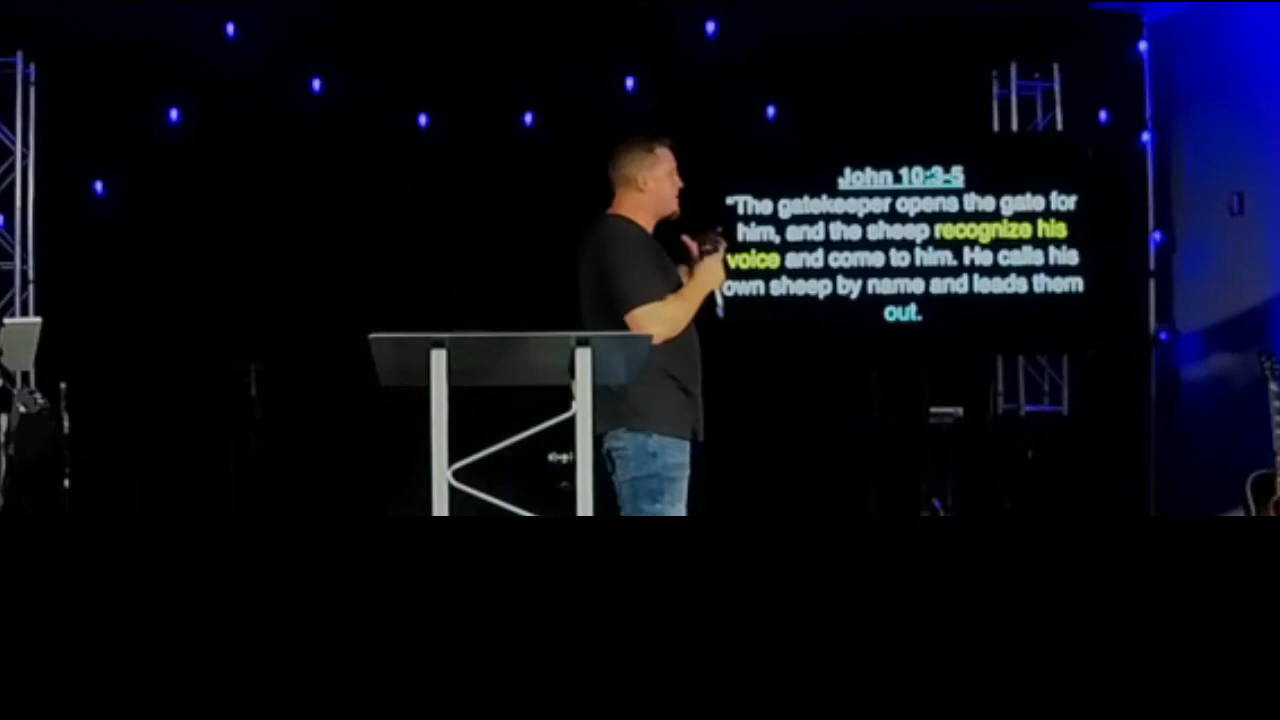 John 10:3-5
"The gatekeeper opens the gate for
him, and the sheep recognize his
voice and come to him. He calls his
own sheep by name and leads them
out.